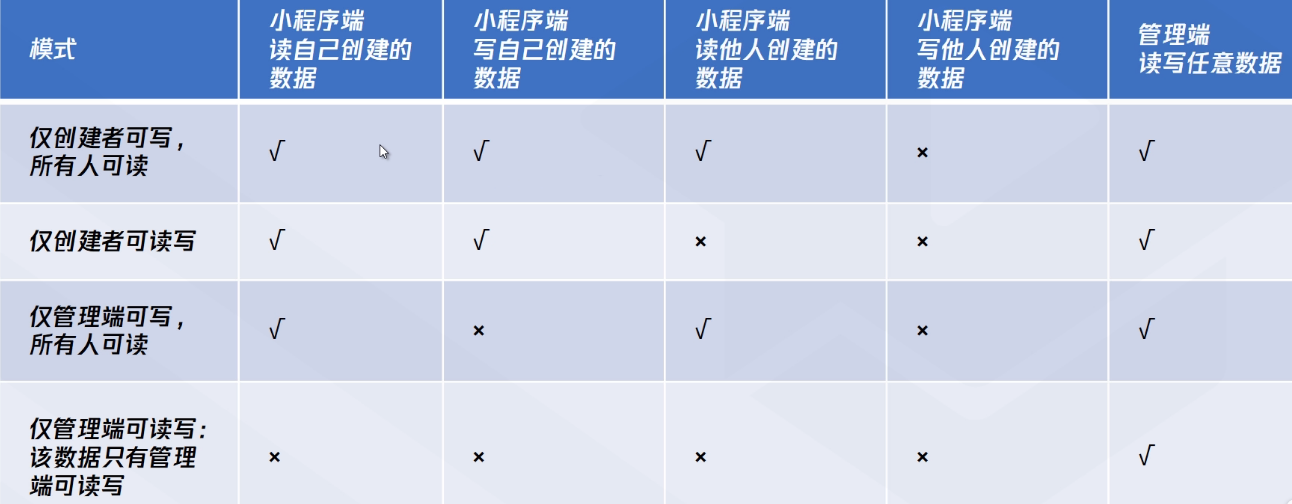 模式
小程序端
读自己创建的
数据
小程序端
写自己创建的
数据
小程序端
读他人创建的
数据
小程序端
写他人创建的
数据
管理端
读写任意数据
仅创建者可写，
所有人可读
√ √ √ × √
仅创建者可读写
√ √ × × √
仅管理端可写，
所有人可读
√ × √ × √
仅管理端可读写：
该数据只有管理
端可读写
× × × × √